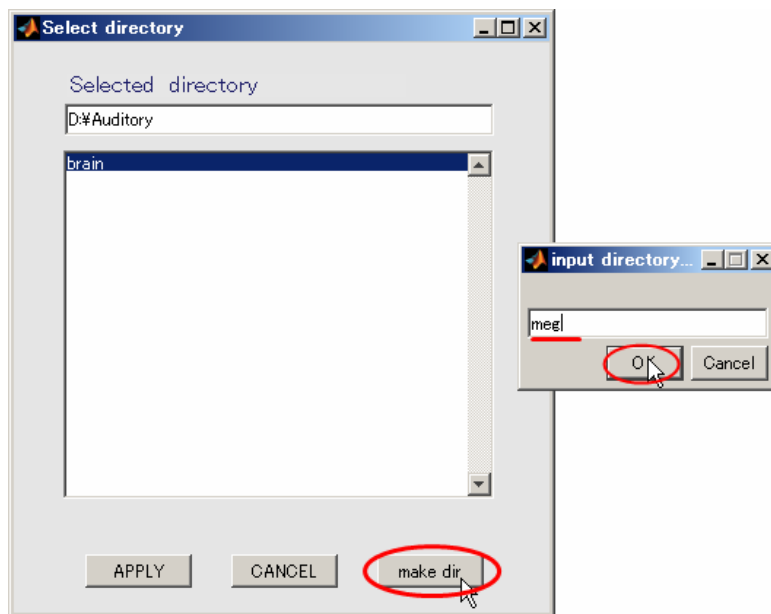 Select directory
Selected directory
D:¥Auditory
brain
input directory...
meg
OK
Cancel
APPLY
CANCEL
make dir